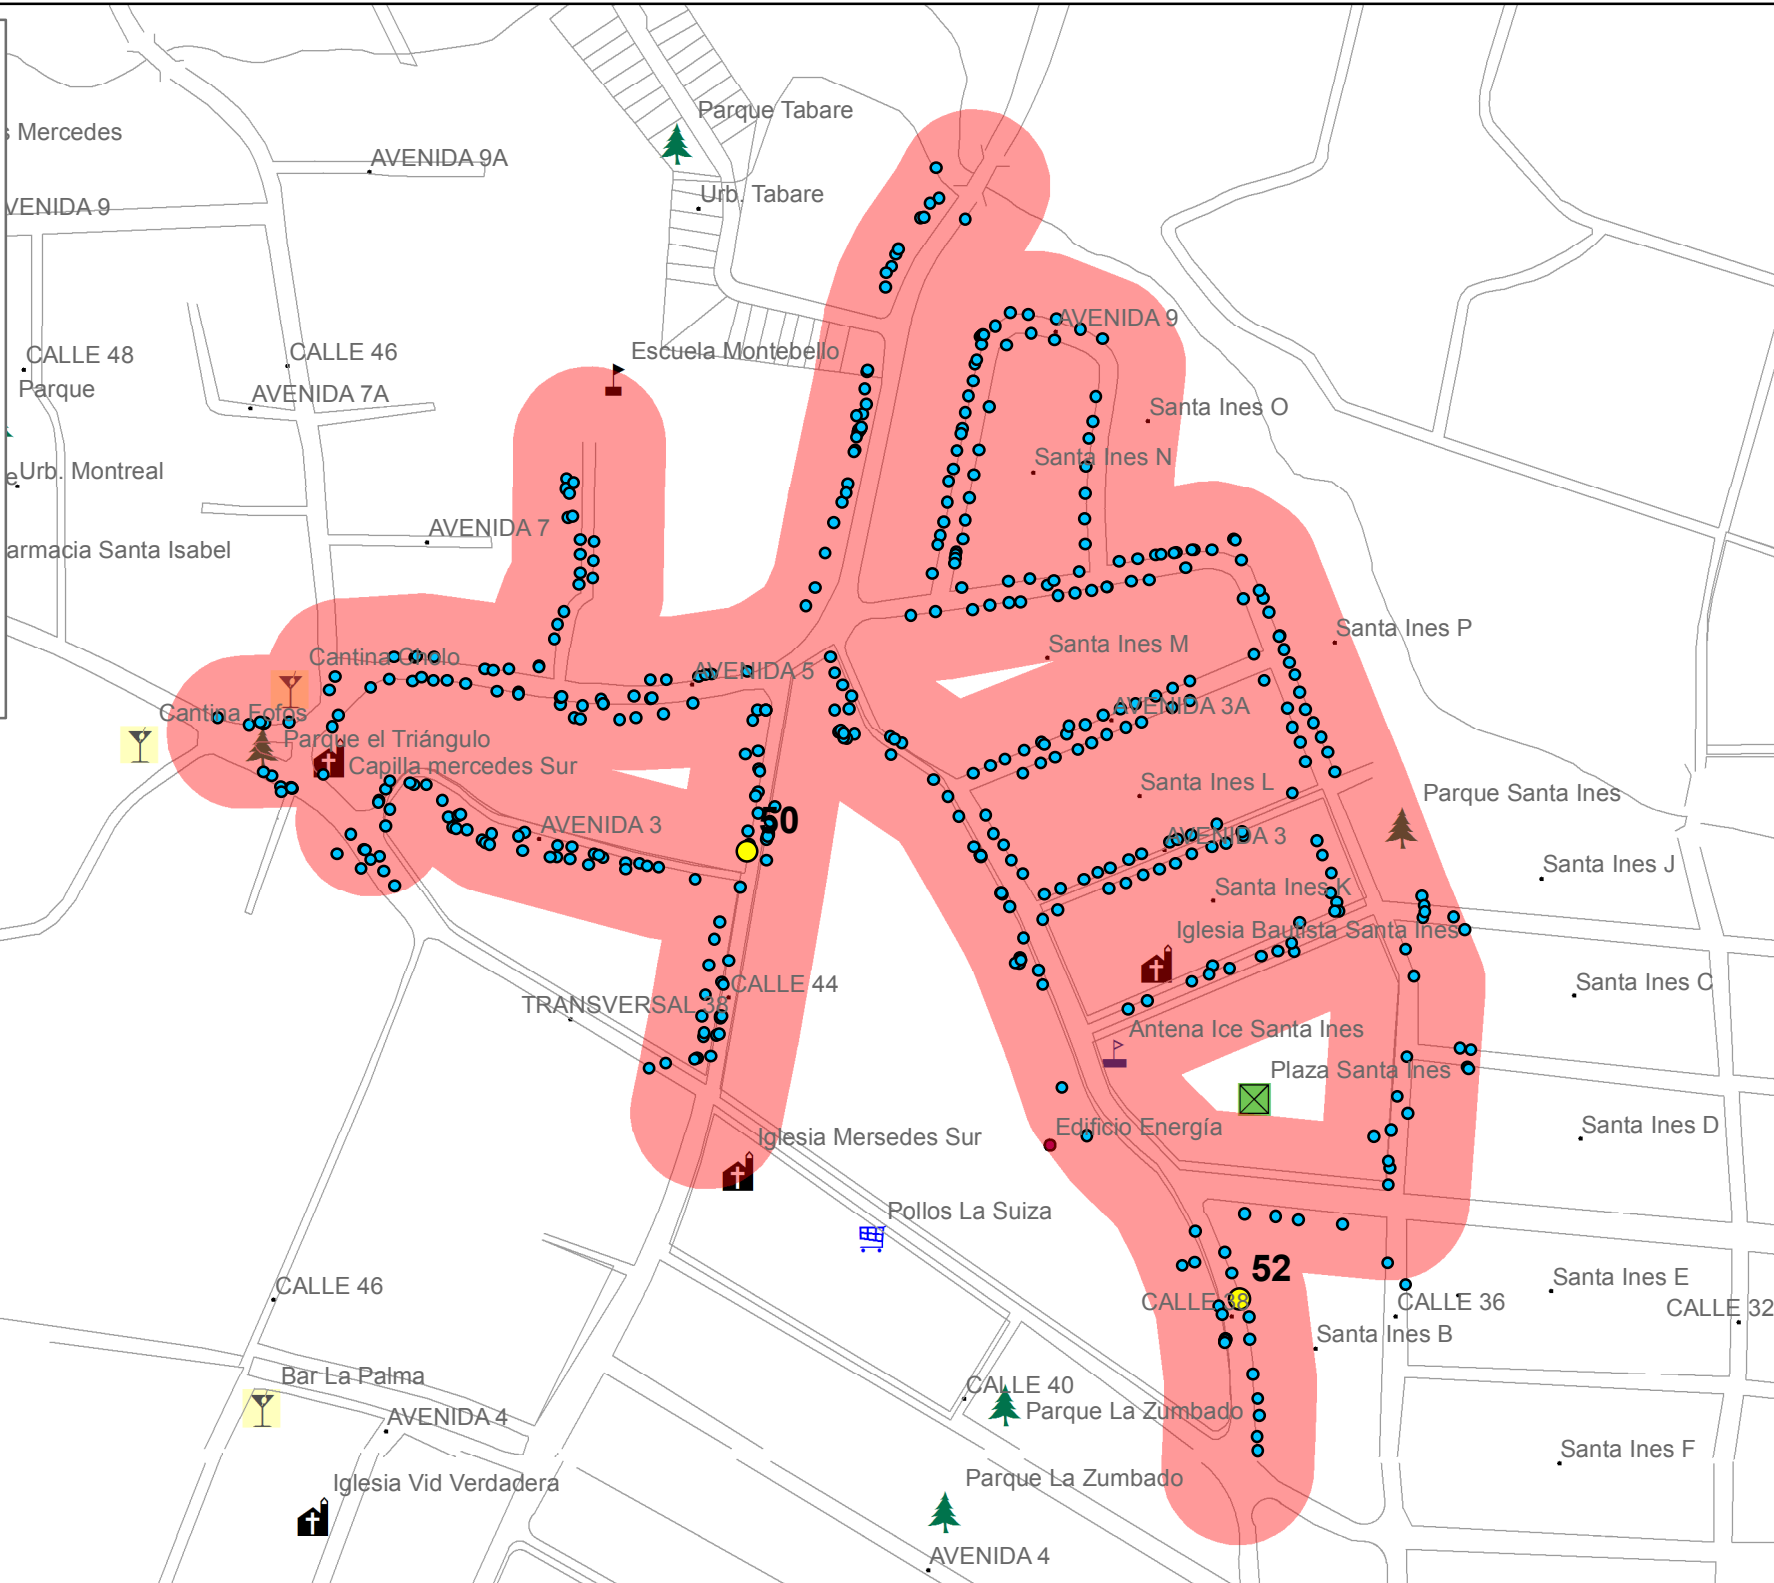 Parque Tabare
s Mercedes
AVENIDA 9A
Urb. Tabare
VENIDA 9
AVENIDA 9
CALLE 48
CALLE 46
Escuela Montebello
Parque
AVENIDA 7A
Santa Ines O
Santa Ines N
Urb. Montreal
AVENIDA 7
armacia Santa Isabel
Santa Ines P
Santa Ines M
Cantina Cholo
AVENIDA 5
AVENIDA 3A
Cantina Fofos
Parque el Triángulo
Capilla mercedes Sur
Santa Ines L
Parque Santa Ines
50
AVENIDA 3
AVENIDA 3
Santa Ines J
Santa Ines K
Iglesia Bautista Santa Ines
CALLE 44
Santa Ines C
TRANSVERSAL 38
Antena Ice Santa Ines
Plaza Santa Ines
Edificio Energía
Santa Ines D
Iglesia Mersedes Sur
Pollos La Suiza
52
CALLE 46
Santa Ines E
CALLE 38
CALLE 36
CALLE 32
Santa Ines B
Bar La Palma
CALLE 40
AVENIDA 4
Parque La Zumbado
Santa Ines F
Iglesia Vid Verdadera
Parque La Zumbado
AVENIDA 4